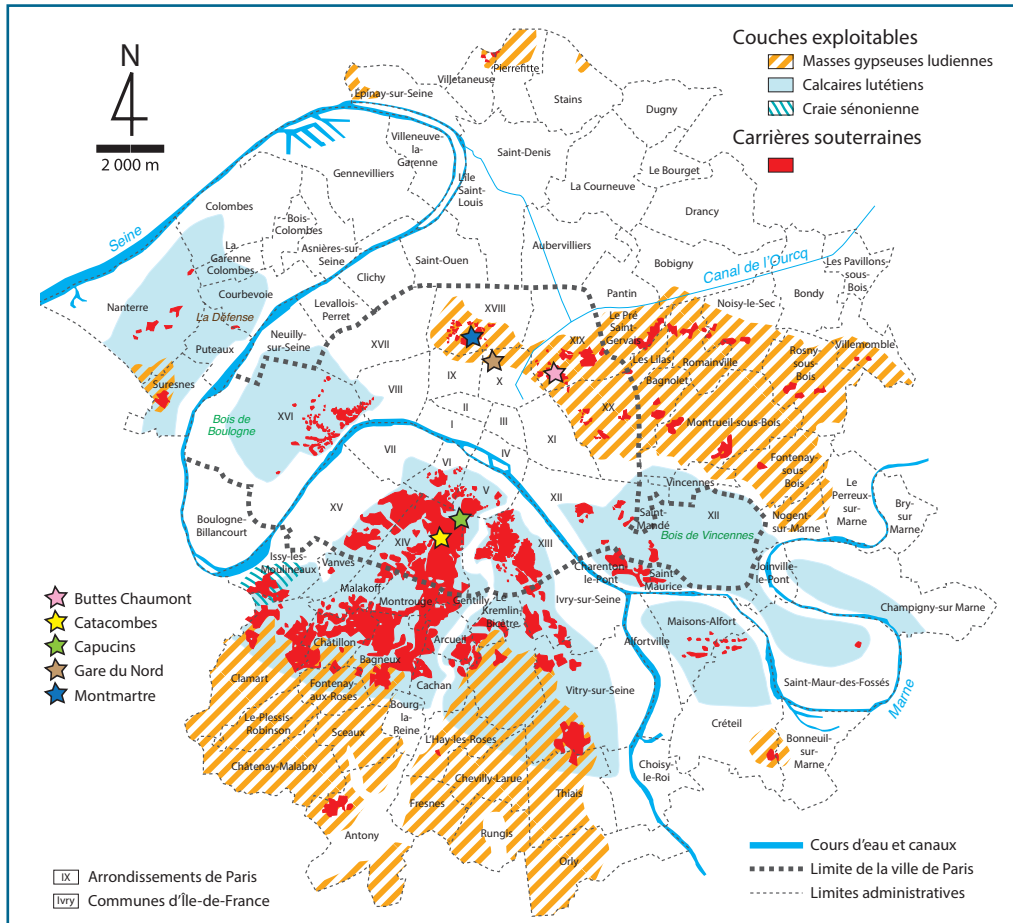 N
2 000 m
Couches exploitables
Masses gypseuses ludiennes
Calcaires lutétiens
Craie sénonienne
Carrières souterraines
Villetaneuse
Pierrefitte
Épinay-sur-Seine
Stains
Dugny
Villeneuve-
la-
Garenne
Saint-Denis
Le Bourget
Gennevilliers
L'île
Saint-
Louis
La Courneuve
Colombes
Drancy
Bois-
Colombes
Seine
La
Garenne
Colombes
Asnières-sur-
Seine
Saint-Ouen
Aubervilliers
Bobigny
Canal de l'Ourcq
Les Pavillons-
sous-
Bois
Clichy
Courbevoie
Levallois-
Perret
Pantin
Bondy
Nanterre
La Défense
XVIII
Noisy-le-Sec
Le Pré
Saint-
Gervais
Neuilly-
sur-Seine
XVII
XIX
Puteaux
Les Lilas
Romainville
Rosny-
sous
Bois
Villemomble
Suresnes
VIII
IX
X
Bagnolet
Bois de
Boulogne
XVI
II
I
III
XX
Montreuil-sous-Bois
VII
VI
IV
XI
V
Fontenay-
sous-
Bois
Vincennes
Le
Perreux-
sur-
Marne
Bry-
sur
Marne
XV
XII
Saint-
Mandé
XII
Bois de Vincennes
Nogent-
sur-Marne
Boulogne-
Billancourt
XIV
XIII
Issy-les-
Moulineaux
Vanves
Charenton-
le-Pont
Saint-
Maurice
Joinville-
le-Pont
Malakoff
Montrouge
Gentilly
Le
Kremlin-
Bicêtre
Ivry-sur-Seine
Champigny sur Marne
Buttes Chaumont
Catacombes
Capucins
Gare du Nord
Montmartre
Maisons-Alfort
Alfortville
Châtillon
Arcueil
Bagneux
Clamart
Fontenay-
aux-Roses
Cachan
Vitry-sur-Seine
Saint-Maur-des-Fossés
Marne
Le-Plessis-
Robinson
Sceaux
Bourg-
la-
Reine
L'Hay-les-Roses
Créteil
Bonneuil-
sur-
Marne
Châtenay-Malabry
Chevilly-Larue
Choisy-
le-Roi
Thiais
Fresnes
Antony
Rungis
Orly
IX Arrondissements de Paris
Ivry Communes d'Île-de-France
Cours d'eau et canaux
Limite de la ville de Paris
Limites administratives